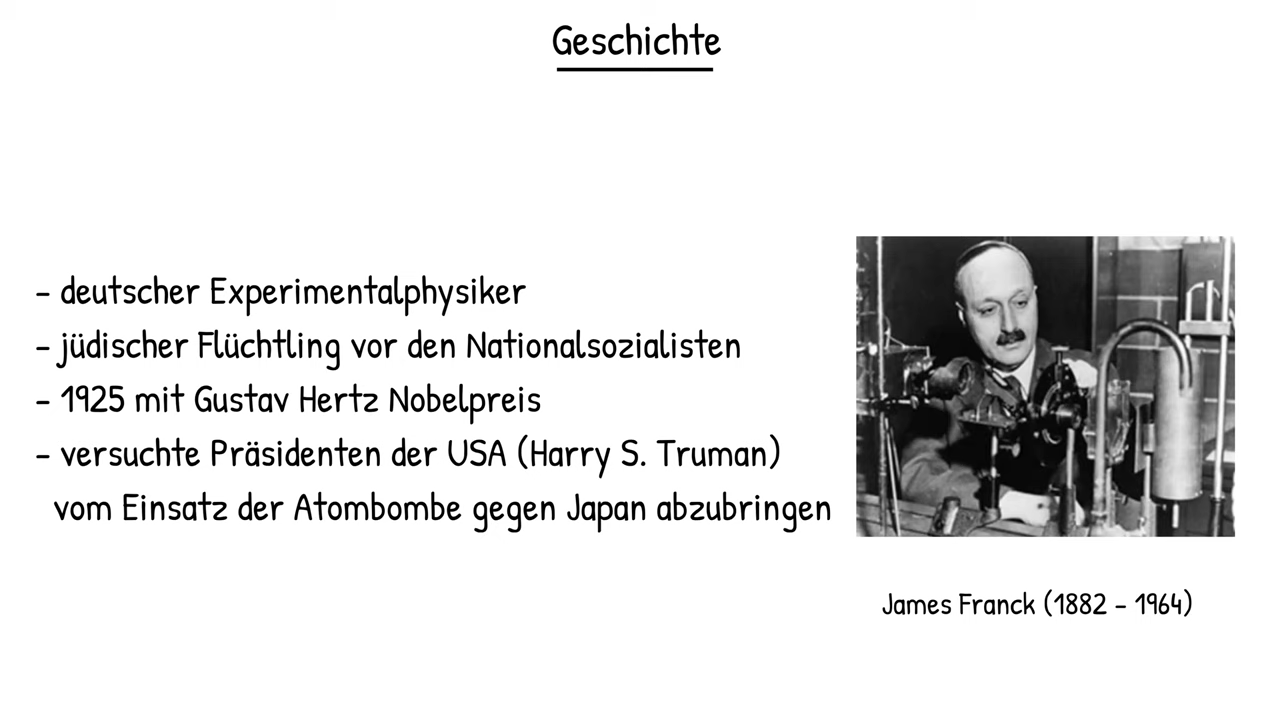 Geschichte
- deutscher Experimentalphysiker
- jüdischer Flüchtling vor den Nationalsozialisten
- 1925 mit Gustav Hertz Nobelpreis
- versuchte Präsidenten der USA (Harry S. Truman)
vom Einsatz der Atombombe gegen Japan abzubringen
James Franck (1882 - 1964)